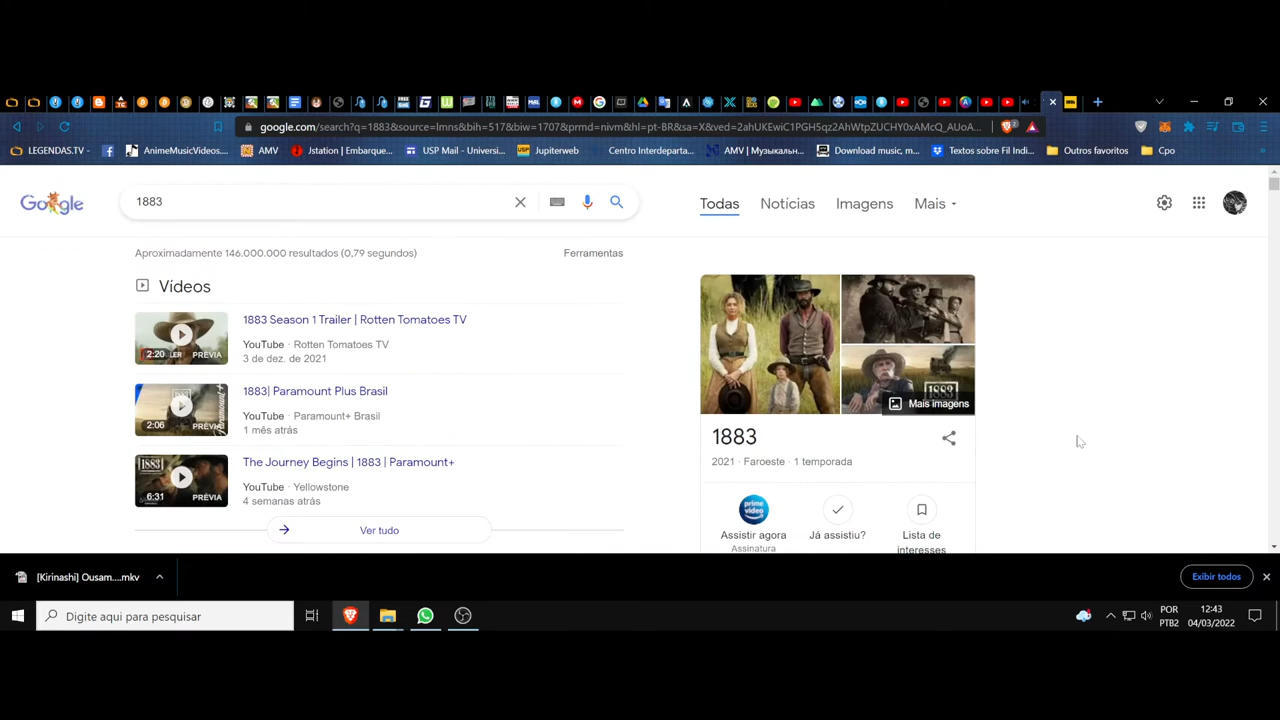 google.com/search?q=1883&source=lmns&bih=517&biw=1707&prmd=nivm&hl=pt-BR&sa=X&ved=2ahUKEwiC1PGH5qz2AhWtpZUCHY0xAMcQ_AUoA...
LEGENDAS.TV
AnimeMusicVideos...
AMV
Jstation | Embarque...
USP Mail - Universi...
Jupiterweb
Centro Interdeparta...
AMV | Музыкальн...
Download music, m...
Textos sobre Fil Indi...
Outros favoritos
Cpo
Google
1883
Todas
Notícias
Imagens
Mais
Aproximadamente 146.000.000 resultados (0,79 segundos)
Ferramentas
Vídeos
1883 Season 1 Trailer | Rotten Tomatoes TV
YouTube · Rotten Tomatoes TV
3 de dez. de 2021
2:20
PRÉVIA
1883| Paramount Plus Brasil
YouTube · Paramount+ Brasil
1 mês atrás
2:06
PRÉVIA
The Journey Begins | 1883 | Paramount+
YouTube · Yellowstone
4 semanas atrás
1883
6:31
PRÉVIA
Ver tudo
1883
Mais imagens
1883
2021 · Faroeste · 1 temporada
prime video
Assistir agora
Assinatura
Já assistiu?
Lista de
interesses
[Kirinashi] Ousam....mkv
Exibir todos
Digite aqui para pesquisar
POR
PTB2
12:43
04/03/2022